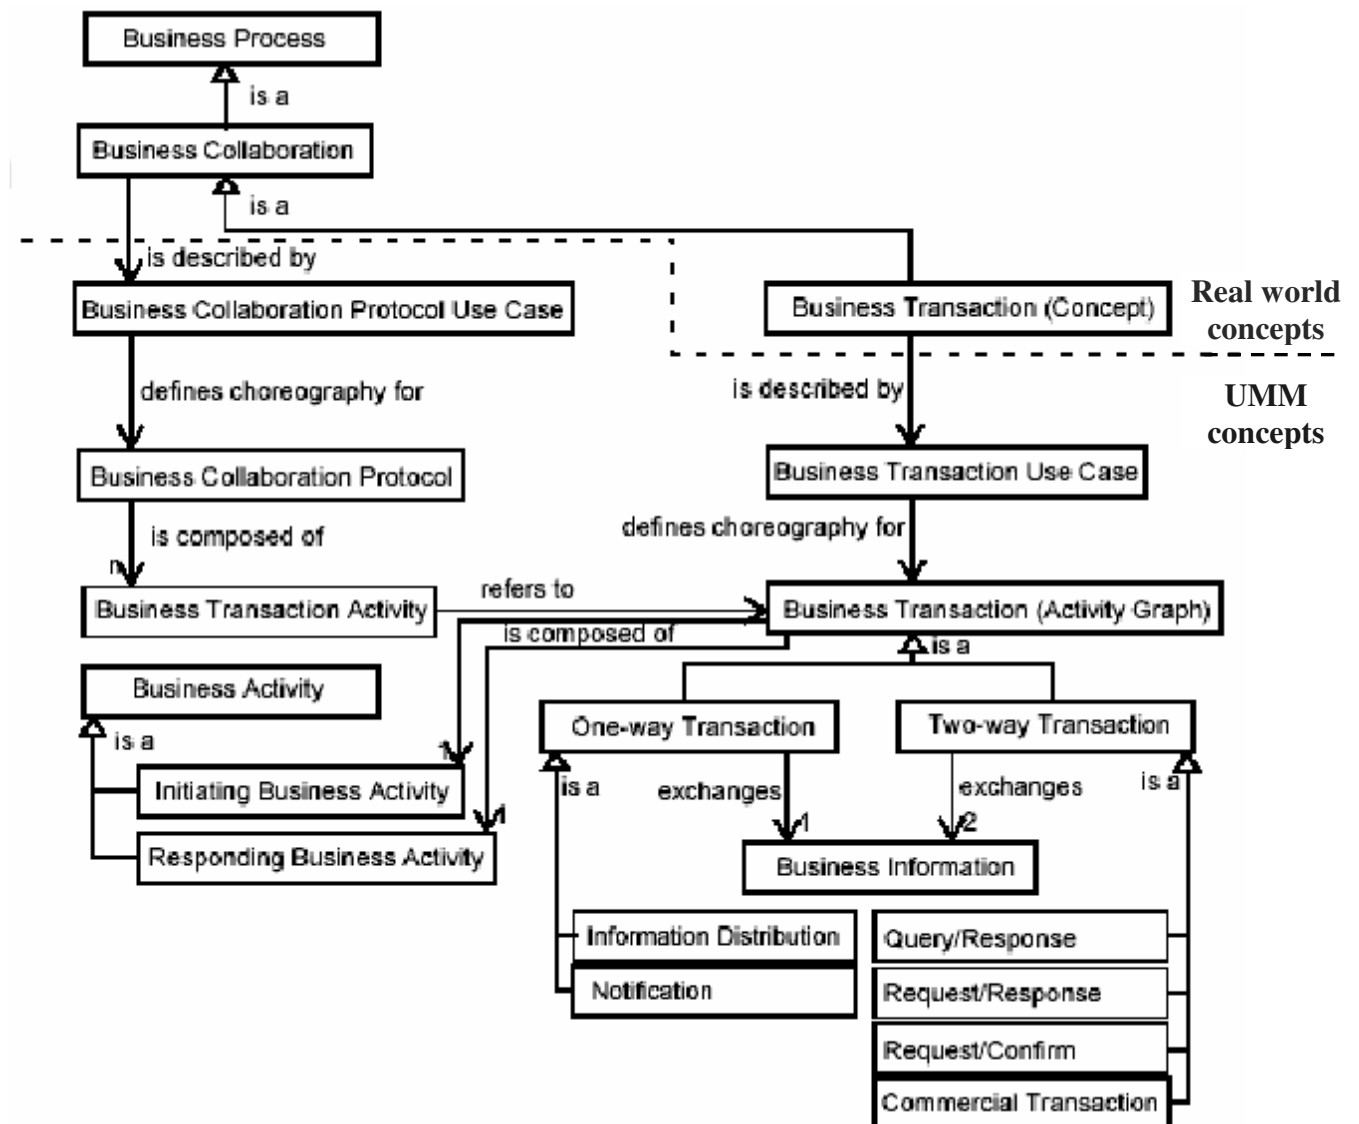 Business Process
is a
Business Collaboration
is a
is described by
Business Collaboration Protocol Use Case
Business Transaction (Concept)
Real world
concepts
defines choreography for
is described by
UMM
concepts
Business Collaboration Protocol
Business Transaction Use Case
is composed of
defines choreography for
n
Business Transaction Activity
refers to
Business Transaction (Activity Graph)
is composed of
is a
Business Activity
One-way Transaction
Two-way Transaction
is a
1
Initiating Business Activity
is a
exchanges
exchanges
is a
1
1
2
Responding Business Activity
Business Information
Information Distribution
Query/Response
Notification
Request/Response
Request/Confirm
Commercial Transaction